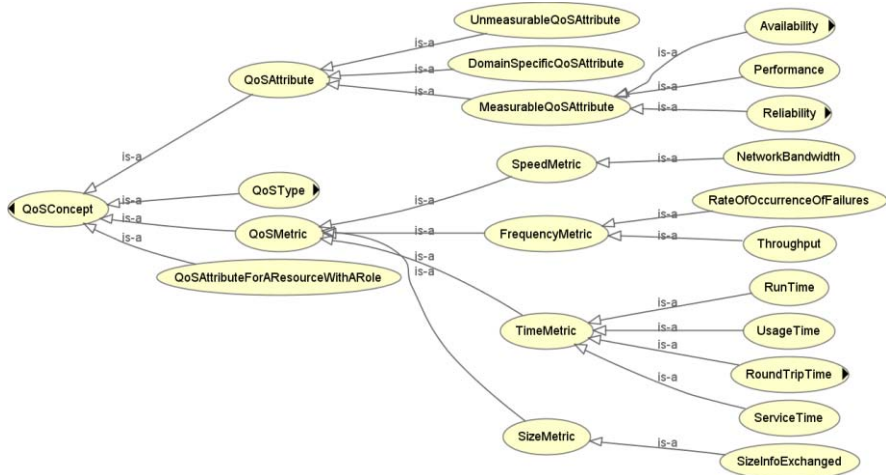 UnmeasurableQoSAttribute
is-a
Availability
QoSAttribute
is-a
DomainSpecificQoSAttribute
is-a
Performance
is-a
MeasurableQoSAttribute
is-a
is-a
Reliability
is-a
SpeedMetric
is-a
NetworkBandwidth
QoSConcept
is-a
QoSType
is-a
QoSMetric
is-a
is-a
QoSAttributeForAResourceWithARole
is-a
is-a
is-a
is-a
FrequencyMetric
is-a
RateOfOccurrenceOfFailures
is-a
Throughput
TimeMetric
is-a
RunTime
is-a
UsageTime
is-a
RoundTripTime
is-a
ServiceTime
SizeMetric
is-a
SizeInfoExchanged